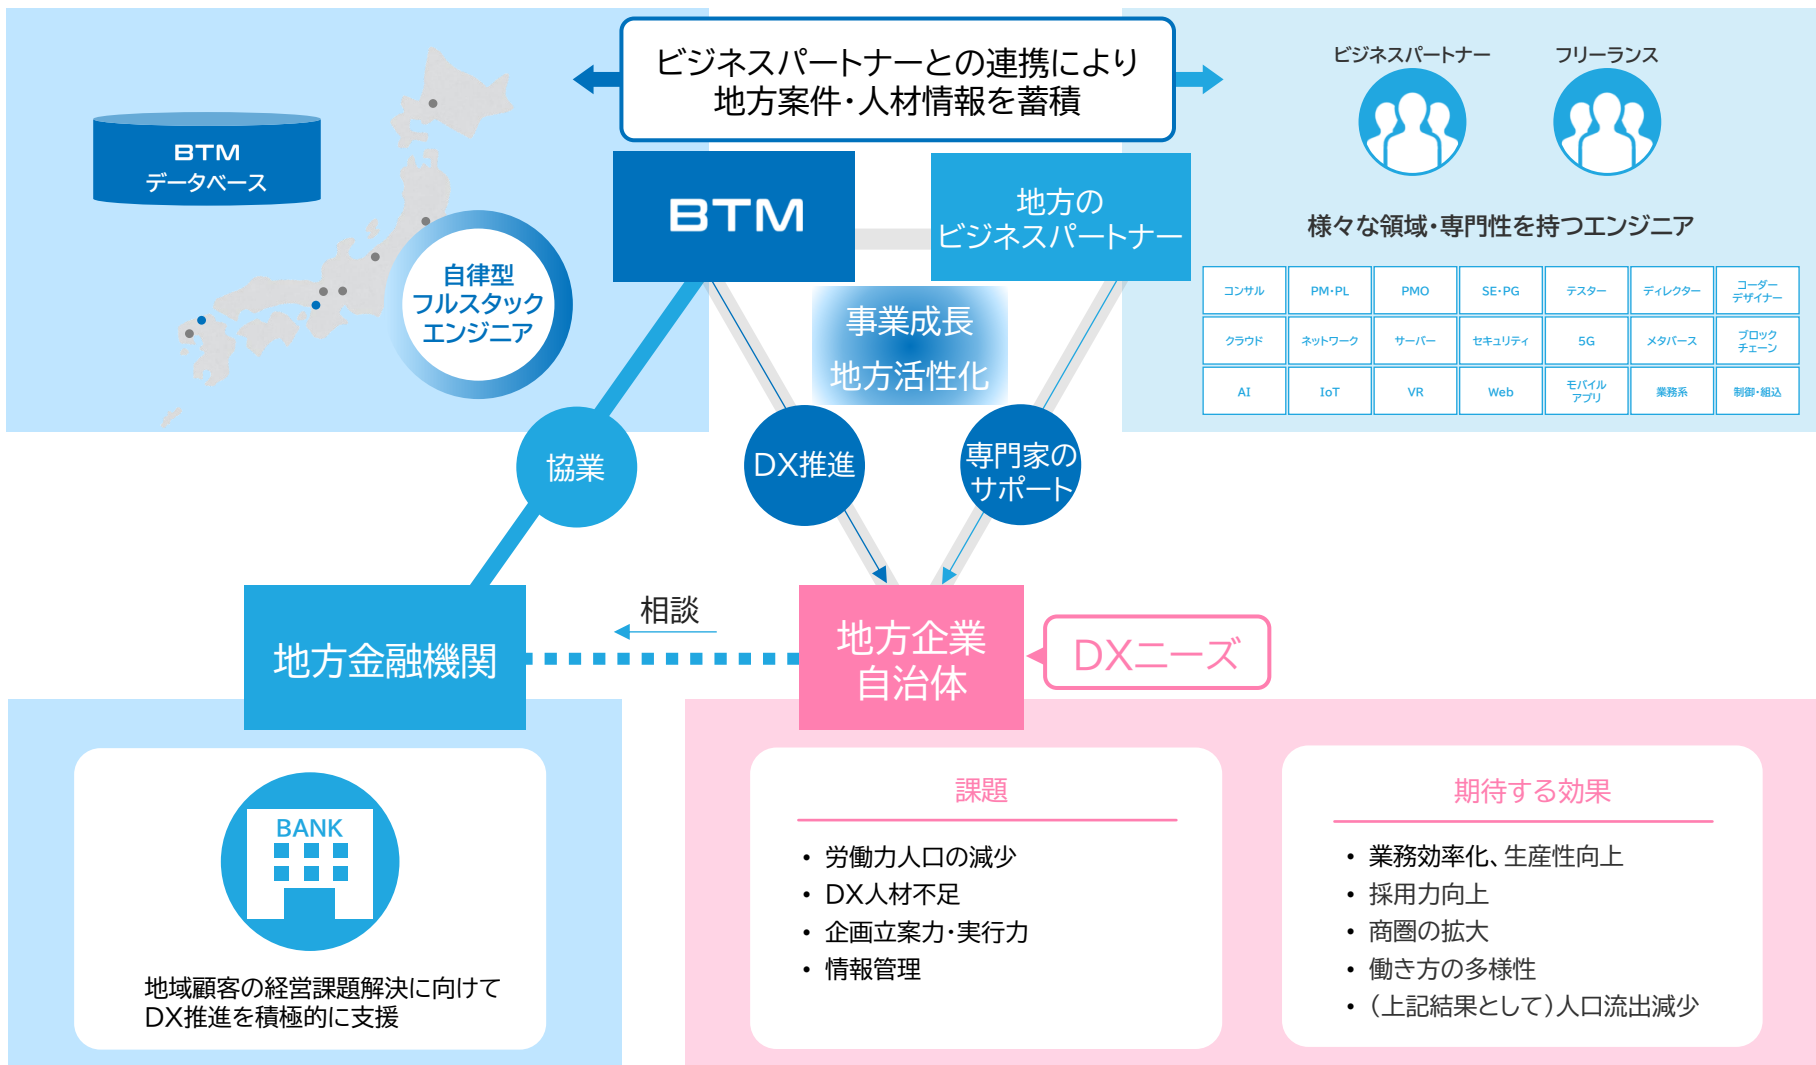 ビジネスパートナーとの連携により
地方案件・人材情報を蓄積
BTM
データベース
自律型
フルスタック
エンジニア
BTM
地方の
ビジネスパートナー
ビジネスパートナー
フリーランス
様々な領域・専門性を持つエンジニア
コンサル
PM・PL
PMO
SE・PG
テスター
ディレクター
コーダー
デザイナー
クラウド
ネットワーク
サーバー
セキュリティ
5G
メタバース
ブロック
チェーン
AI
IoT
VR
Web
モバイル
アプリ
業務系
制御・組込
事業成長
地方活性化
協業
DX推進
専門家の
サポート
地方金融機関
相談
地方企業
自治体
DXニーズ
BANK
地域顧客の経営課題解決に向けて
DX推進を積極的に支援
課題
・ 労働力人口の減少
・ DX人材不足
・ 企画立案力・実行力
・ 情報管理
期待する効果
・ 業務効率化、生産性向上
・ 採用力向上
・ 商圏の拡大
・ 働き方の多様性
・ （上記結果として）人口流出減少